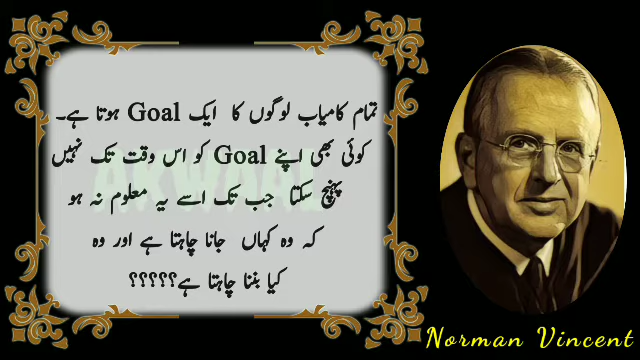 تمام کامیاب لوگوں کا ایک Goal ہوتا ہے۔
کوئی بھی اپنے Goal کو اس وقت تک نہیں
پہنچ سکتا جب تک اسے یہ معلوم نہ ہو
کہ وہ کہاں جانا چاہتا ہے اور وہ
کیا بننا چاہتا ہے؟؟؟؟؟
AKWAAL
Norman Vincent